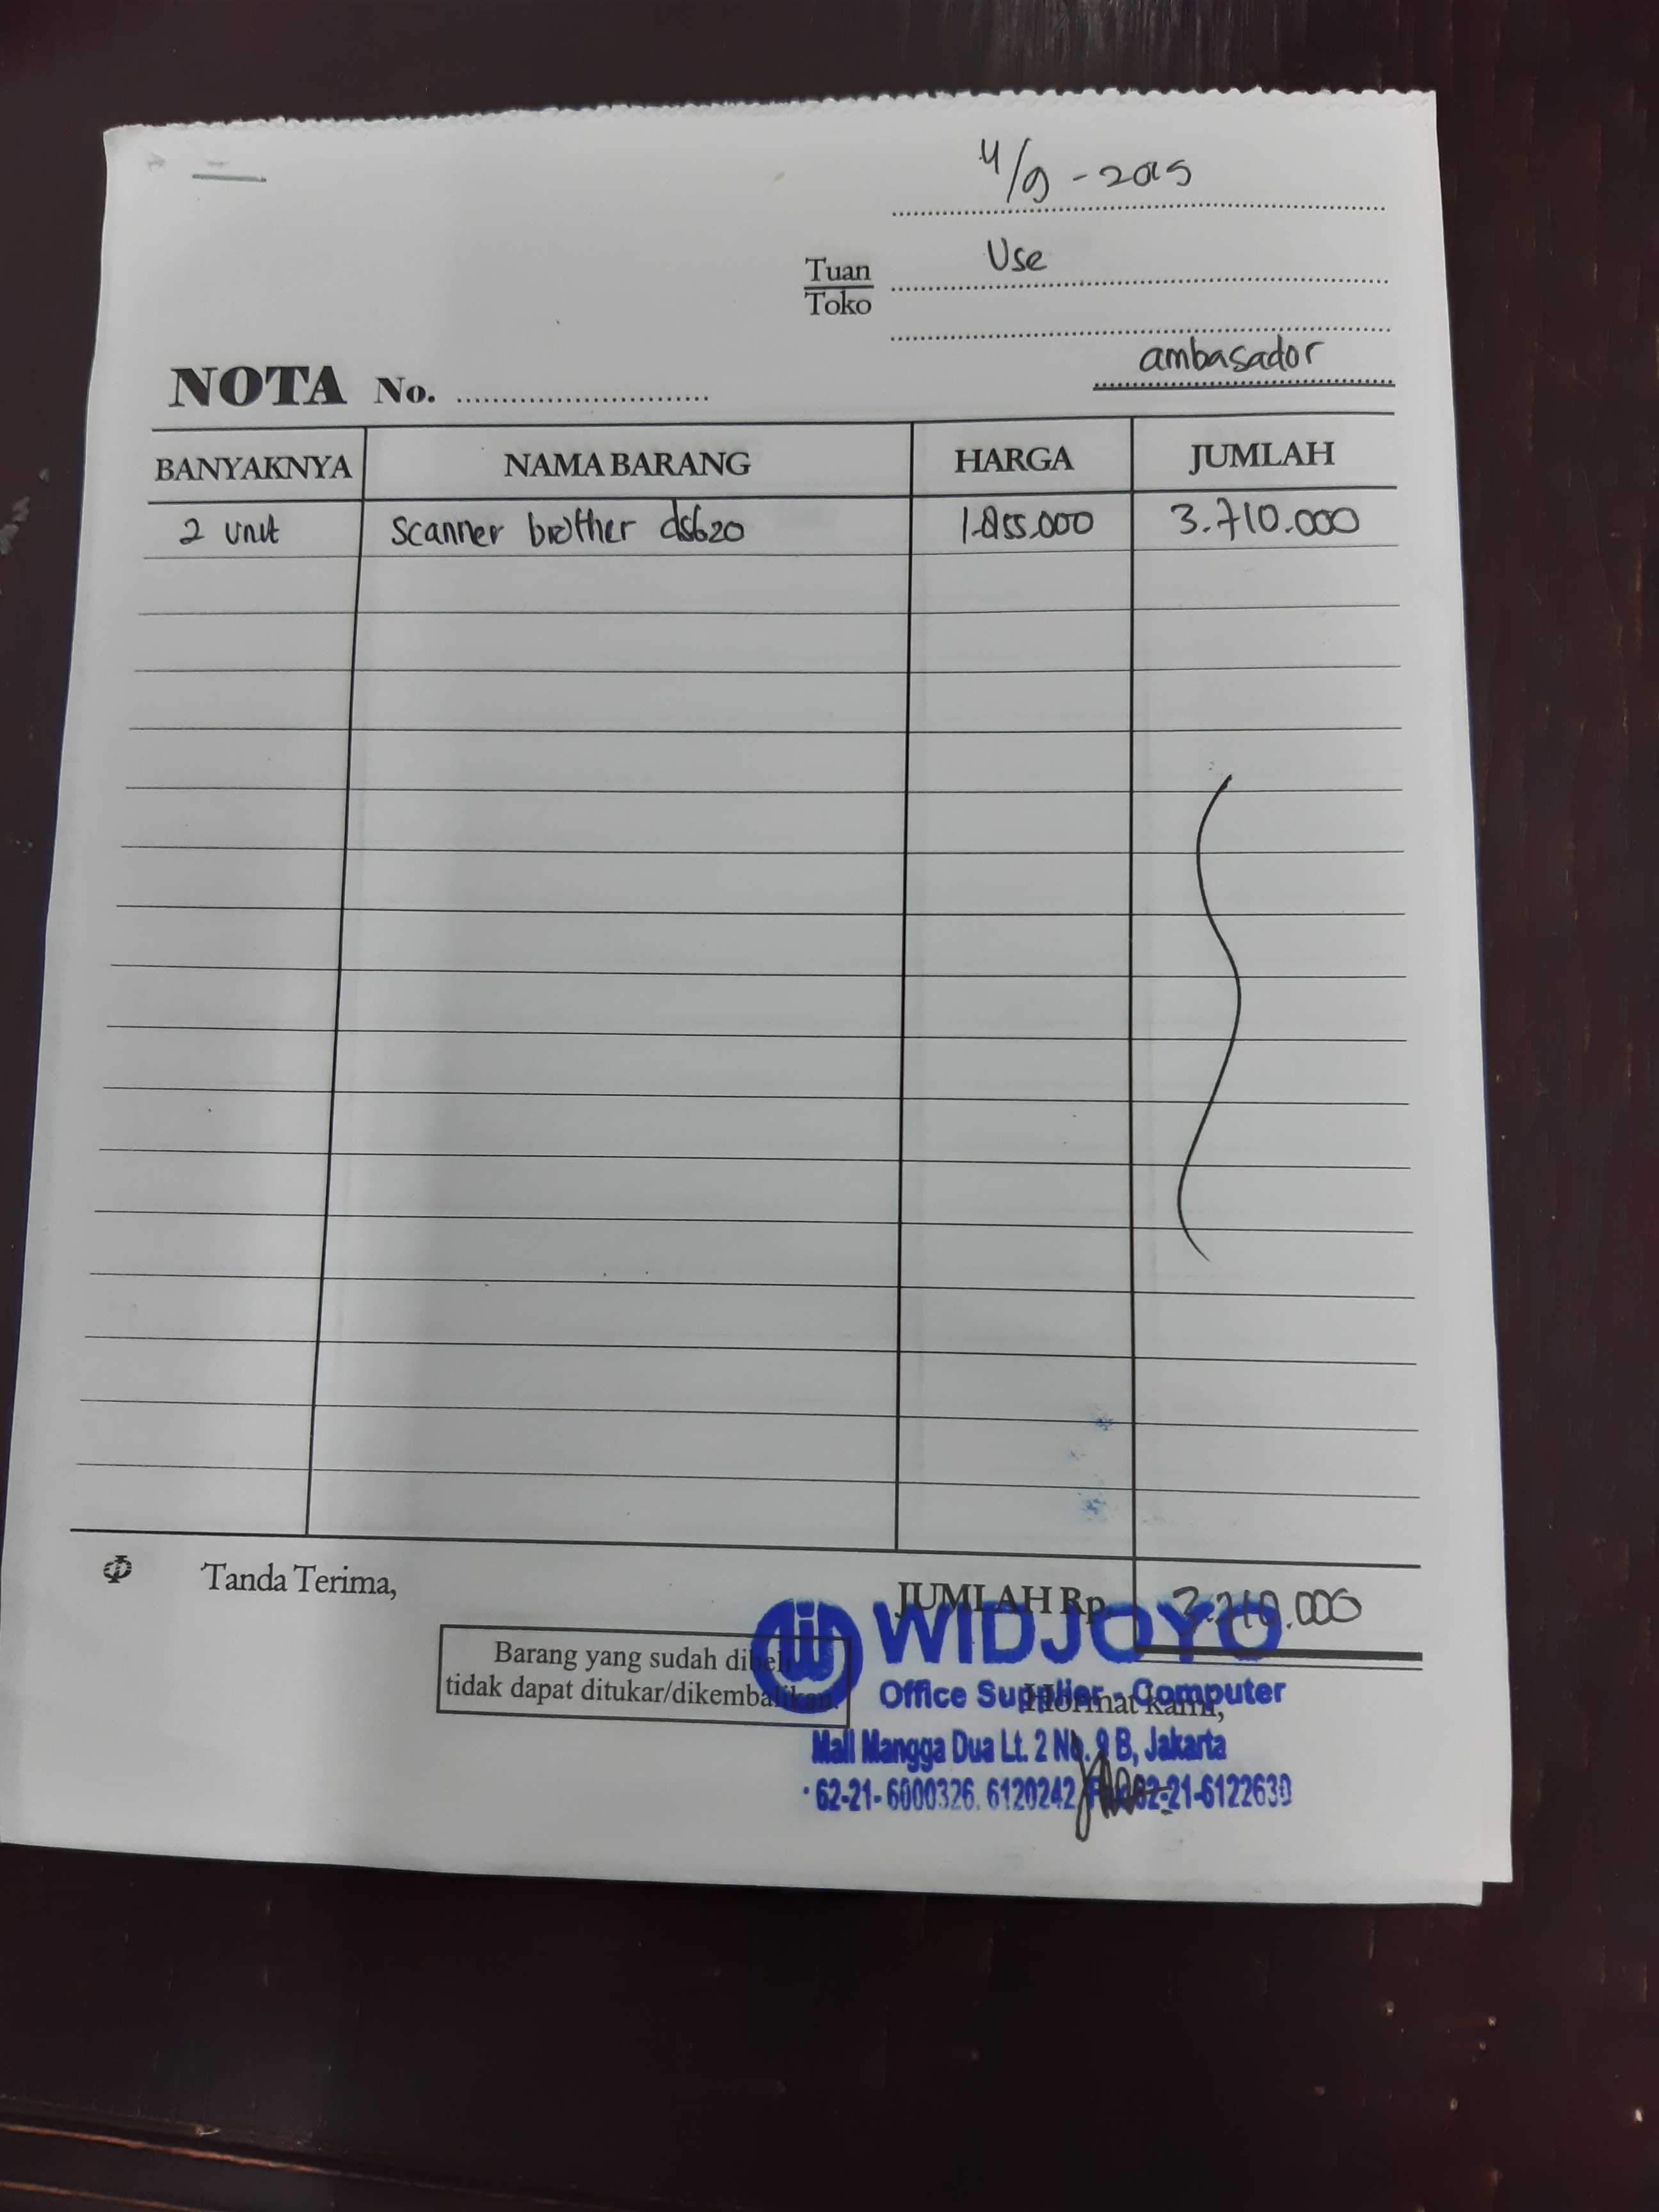 4/9 - 2015
Tuan Use
Toko
ambasador
NOTA No.
BANYAKNYA NAMA BARANG HARGA JUMLAH
2 unit Scanner brother ds620 1.855.000 3.710.000
Tanda Terima, JUMLAH Rp. 3.710.000
WIDJOYO
Barang yang sudah dibeli
tidak dapat ditukar/dikembalikan.
Office Supplier - Computer
Hormat kami,
Mall Mangga Dua Lt. 2 No. 9 B, Jakarta
62-21- 6000326. 6120242 Fax 62-21-6122630